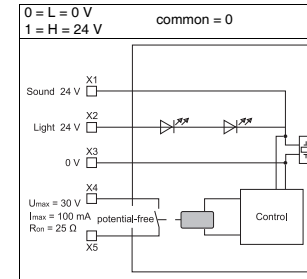 0 = L = 0 V
1 = H = 24 V
common = 0
X1
Sound 24 V
X2
Light 24 V
X3
0 V
X4
Umax = 30 V
Imax = 100 mA potential-free
Ron = 25 Ω
X5
Control